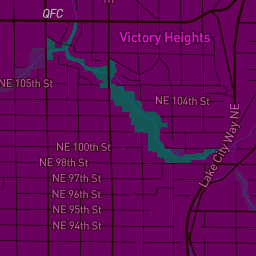 QFC
Victory Heights
NE 105th St
NE 104th St
NE 100th St
NE 98th St
NE 97th St
NE 96th St
NE 95th St
NE 94th St
Lake City Way NE